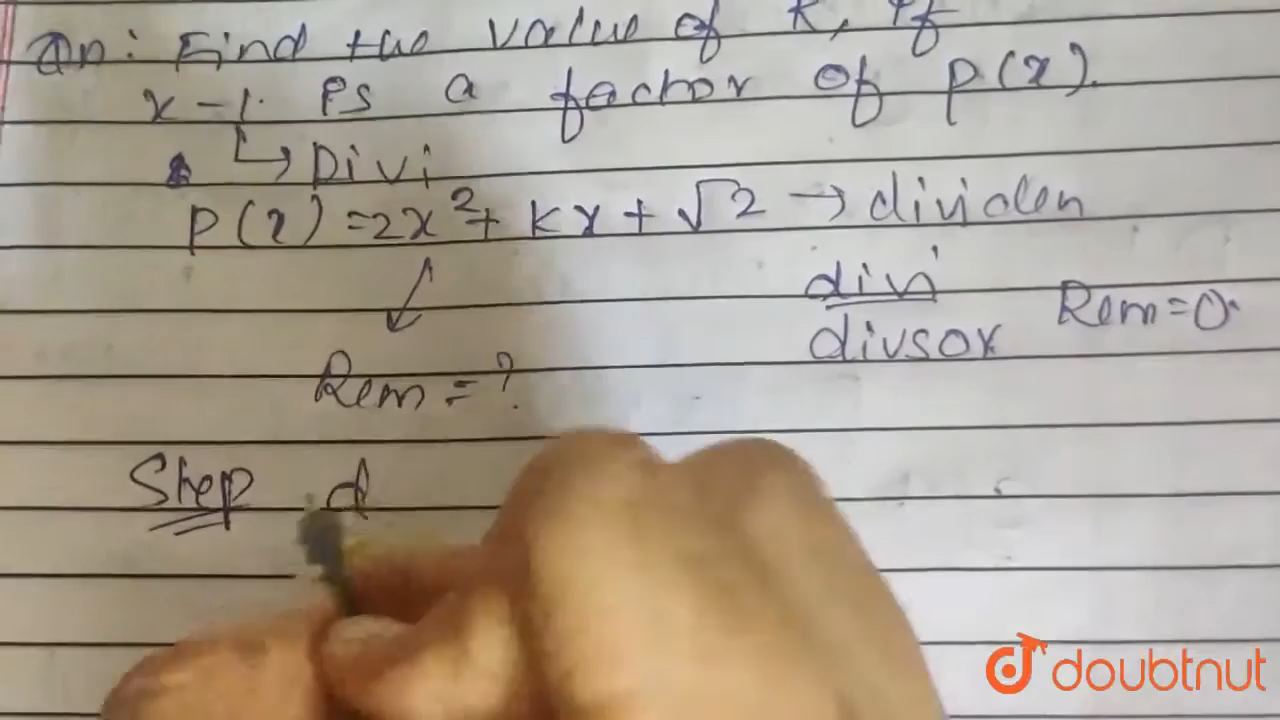 Qn: Find the value of K, if
x-1. is a factor of P(x).
Divi
P(x)=2x²+Kx+√2 → dividen
divi
divsor Rem=0.
Rem=?
Step d
doubtnut